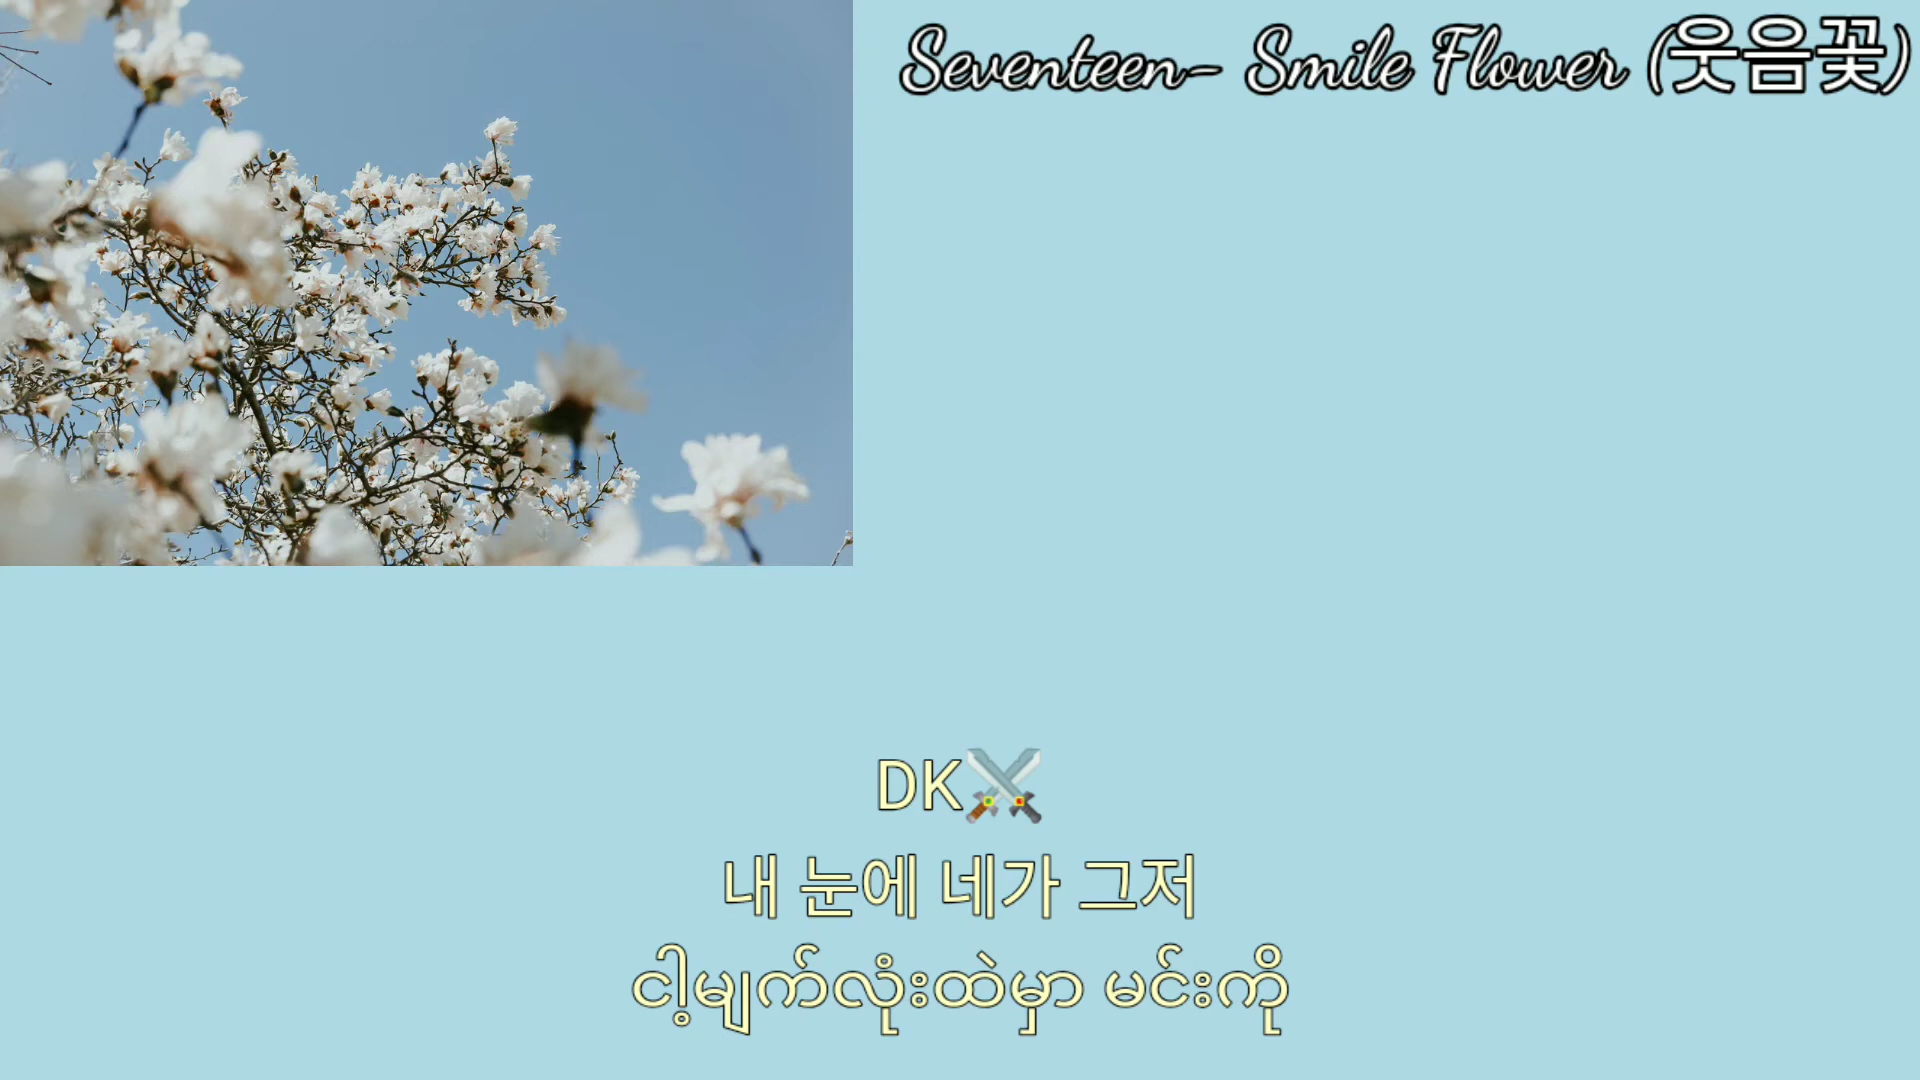 Seventeen- Smile Flower (웃음꽃)
DK⚔
내 눈에 네가 그저
ငါ့မျက်လုံးထဲမှာ မင်းကို